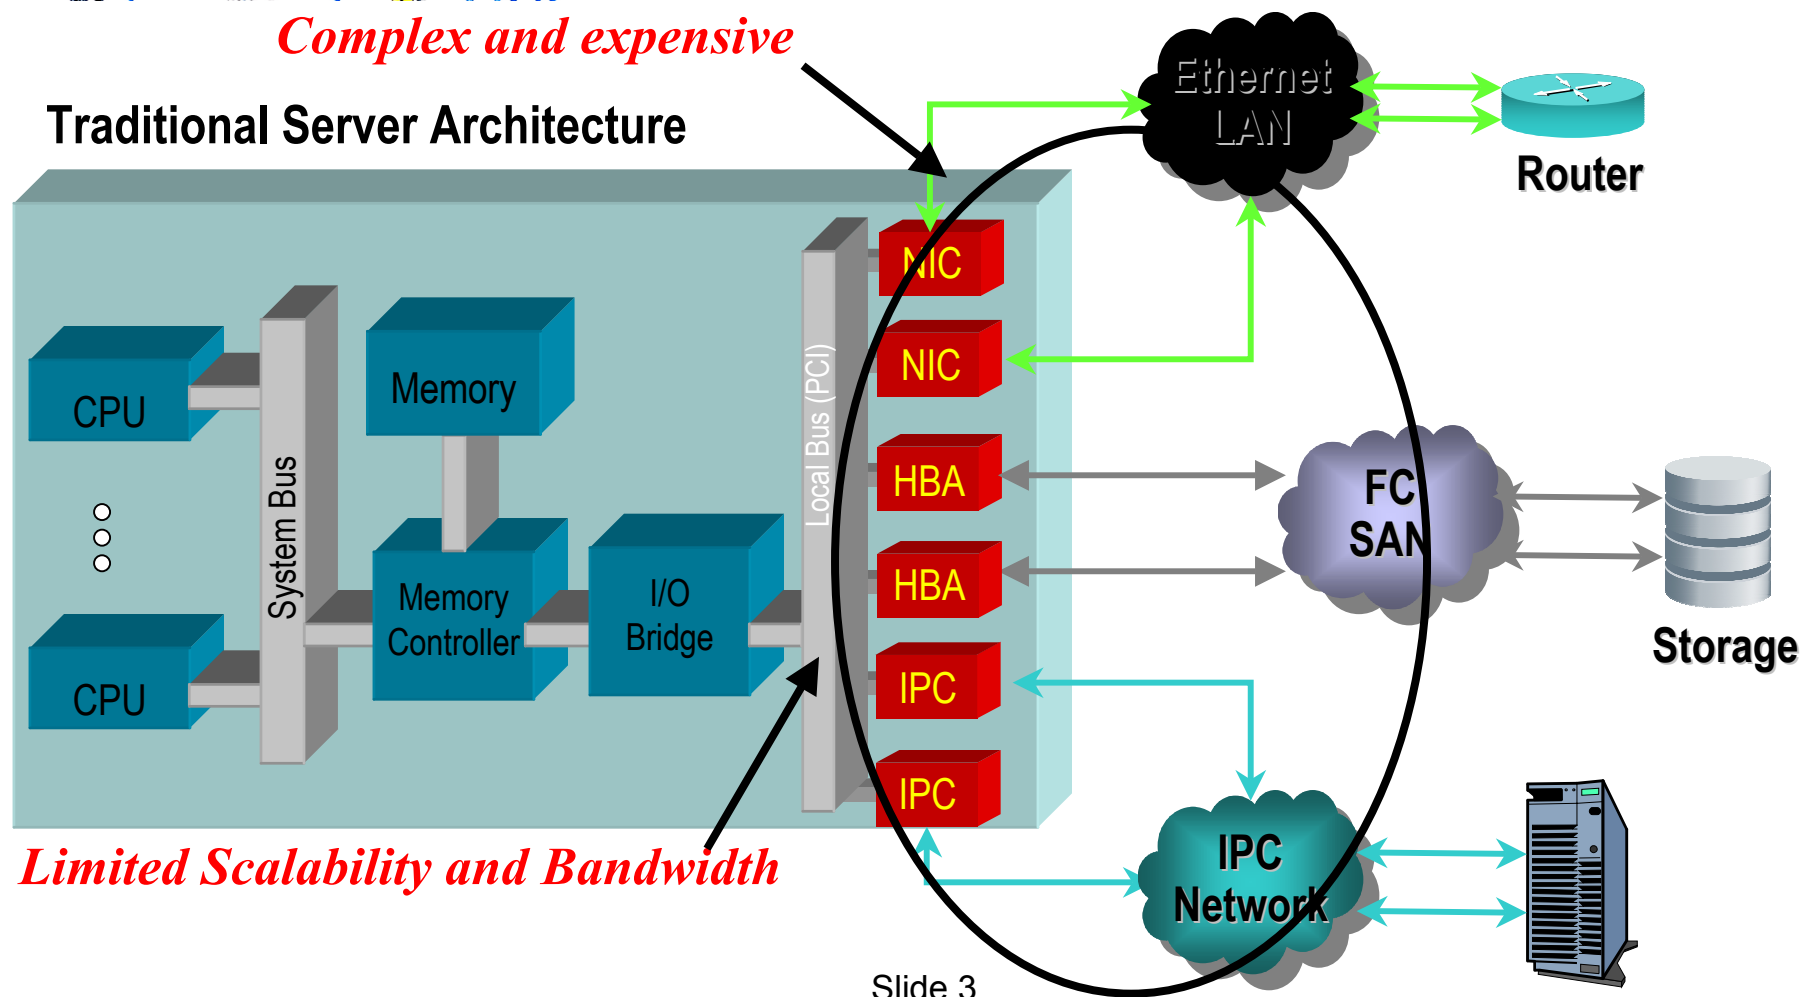 Complex and expensive
Traditional Server Architecture
Ethernet
LAN
Router
NIC
NIC
HBA
HBA
IPC
IPC
CPU
CPU
System Bus
Memory
Memory
Controller
I/O
Bridge
Local Bus (PCI)
FC
SAN
Storage
IPC
Network
Limited Scalability and Bandwidth
Slide 3